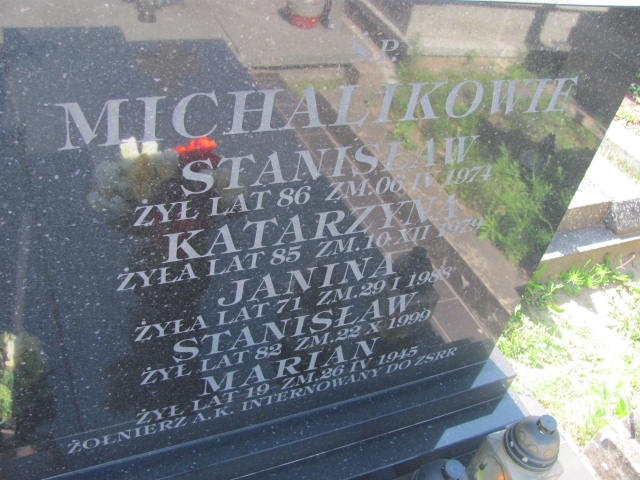 Ś.P.
MICHALIKOWIE
STANISŁAW
ŻYŁ LAT 86 ZM.06 IV 1974
KATARZYNA
ŻYŁA LAT 85 ZM.10 XII 1979
JANINA
ŻYŁA LAT 71 ZM.29 I 1988
STANISŁAW
ŻYŁ LAT 82 ZM.22 X 1999
MARIAN
ŻYŁ LAT 19 ZM.26 IV 1945
ŻOŁNIERZ A.K. INTERNOWANY DO ZSRR